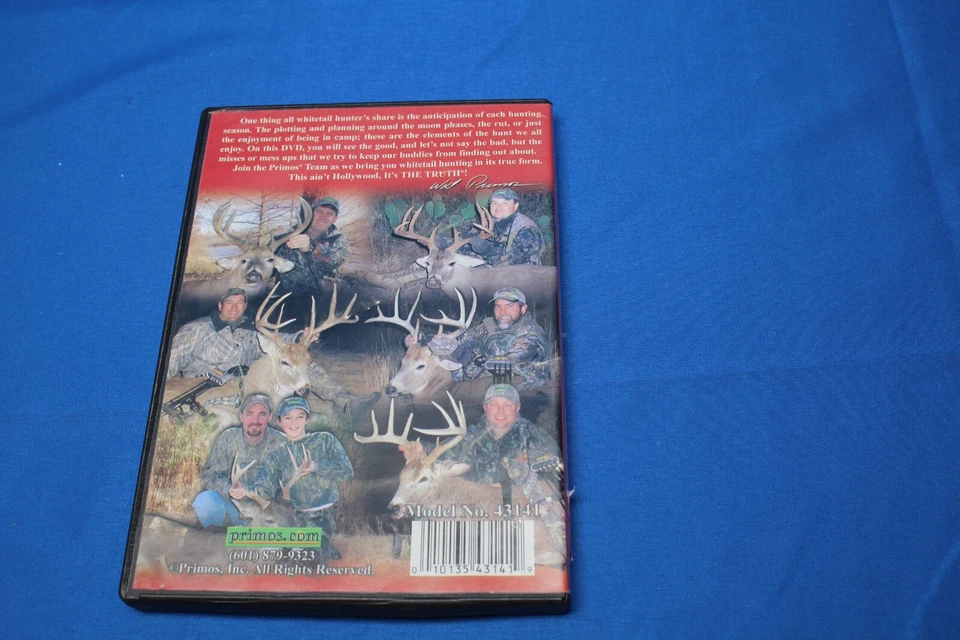 One thing all whitetail hunter's share is the anticipation of each hunting
season. The plotting and planning around the moon phases, the rut, or just
the enjoyment of being in camp; these are the elements of the hunt we all
enjoy. On this DVD, you will see the good, and let's not say the bad, but the
misses or mess ups that we try to keep our buddies from finding out about.
Join the Primos® Team as we bring you whitetail hunting in its true form.
This ain't Hollywood, It's THE TRUTH®!
Will Primos
Model No. 43141
primos.com
(601) 879-9323
©Primos, Inc. All Rights Reserved.
0 10135 43141 9